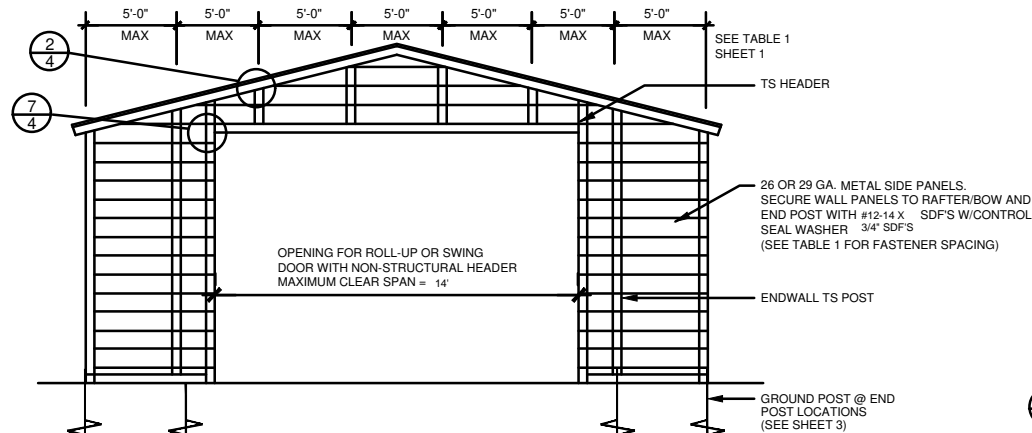 5'-0" 5'-0" 5'-0" 5'-0" 5'-0" 5'-0" 5'-0"
MAX MAX MAX MAX MAX MAX MAX
SEE TABLE 1
SHEET 1
2
4
TS HEADER
7
4
26 OR 29 GA. METAL SIDE PANELS.
SECURE WALL PANELS TO RAFTER/BOW AND
END POST WITH #12-14 X SDF'S W/CONTROL
SEAL WASHER 3/4" SDF'S
(SEE TABLE 1 FOR FASTENER SPACING)
OPENING FOR ROLL-UP OR SWING
DOOR WITH NON-STRUCTURAL HEADER
MAXIMUM CLEAR SPAN = 14'
ENDWALL TS POST
GROUND POST @ END
POST LOCATIONS
(SEE SHEET 3)